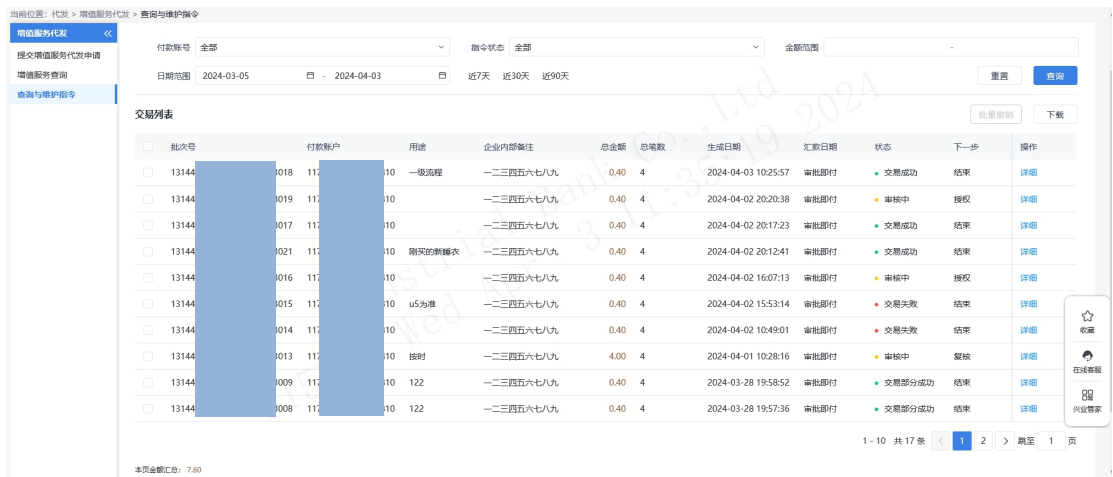 当前位置：代发 > 增值服务代发 > 查询与维护指令
增值服务代发 «
提交增值服务代发申请
增值服务查询
查询与维护指令
付款账号 全部 指令状态 全部 金额范围 -
日期范围 2024-03-05 - 2024-04-03 近7天 近30天 近90天 重置 查询
交易列表 批量撤销 下载
批次号 付款账户 用途 企业内部备注 总金额 总笔数 生成日期 汇款日期 状态 下一步 操作
13144 018 117 10 一级流程 一二三四五六七八九 0.40 4 2024-04-03 10:25:57 审批即付 交易成功 结束 详细
13144 019 117 10 一二三四五六七八九 0.40 4 2024-04-02 20:20:38 审批即付 审核中 授权 详细
13144 017 117 10 一二三四五六七八九 0.40 4 2024-04-02 20:17:23 审批即付 交易成功 结束 详细
13144 021 117 10 刚买的新睡衣 一二三四五六七八九 0.40 4 2024-04-02 20:12:41 审批即付 交易成功 结束 详细
13144 016 117 10 一二三四五六七八九 0.40 4 2024-04-02 16:07:13 审批即付 审核中 授权 详细
13144 015 117 10 u5为准 一二三四五六七八九 0.40 4 2024-04-02 15:53:14 审批即付 交易失败 结束 详细
13144 014 117 10 一二三四五六七八九 0.40 4 2024-04-02 10:49:01 审批即付 交易失败 结束 详细
13144 013 117 10 按时 一二三四五六七八九 4.00 4 2024-04-01 10:28:16 审批即付 审核中 复核 详细
13144 009 117 10 122 一二三四五六七八九 0.40 4 2024-03-28 19:58:52 审批即付 交易部分成功 结束 详细
13144 008 117 10 122 一二三四五六七八九 0.40 4 2024-03-28 19:57:36 审批即付 交易部分成功 结束 详细
收藏
在线客服
兴业管家
1 - 10 共 17 条 < 1 2 > 跳至 1 页
本页金额汇总：7.60
strial Bank Co., Ltd
Wed Apr 3 11:35:19 2024